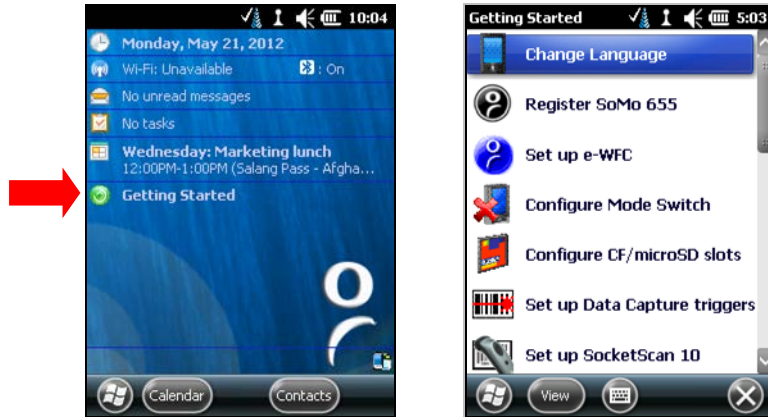 10:04
Monday, May 21, 2012
Wi-Fi: Unavailable : On
No unread messages
No tasks
Wednesday: Marketing lunch
12:00PM-1:00PM (Salang Pass - Afgha...
Getting Started
Calendar Contacts
Getting Started 5:03
Change Language
Register SoMo 655
Set up e-WFC
Configure Mode Switch
Configure CF/microSD slots
Set up Data Capture triggers
Set up SocketScan 10
View